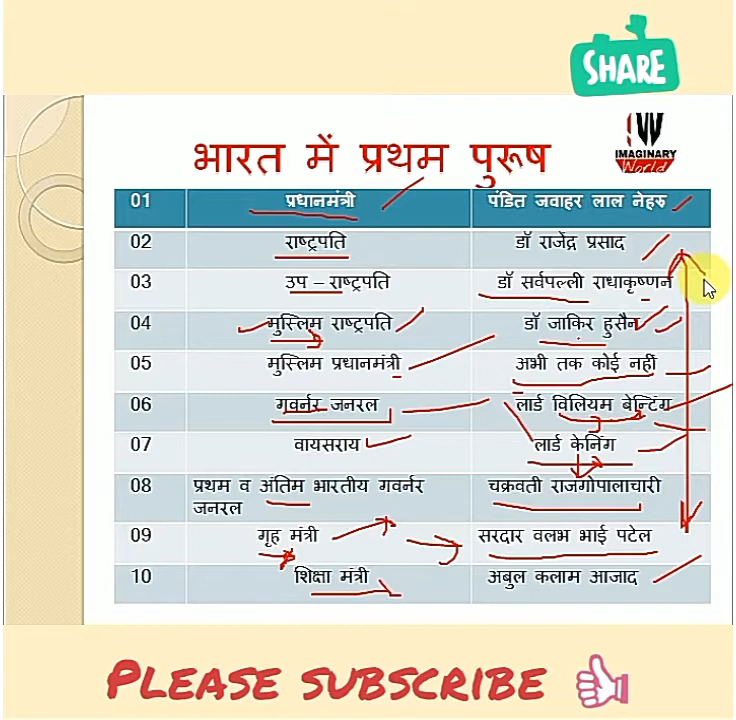 SHARE
भारत में प्रथम पुरूष
IMAGINARY
World
01 प्रधानमंत्री पंडित जवाहर लाल नेहरु
02 राष्ट्रपति डॉ राजेंद्र प्रसाद
03 उप – राष्ट्रपति डॉ सर्वपल्ली राधाकृष्णन
04 मुस्लिम राष्ट्रपति डॉ जाकिर हुसैन
05 मुस्लिम प्रधानमंत्री अभी तक कोई नहीं
06 गवर्नर जनरल लार्ड विलियम बेन्टिंग
07 वायसराय लार्ड केनिंग
08 प्रथम व अंतिम भारतीय गवर्नर चक्रवती राजगोपालाचारी
जनरल
09 गृह मंत्री सरदार वलभ भाई पटेल
10 शिक्षा मंत्री अबुल कलाम आजाद
PLEASE SUBSCRIBE